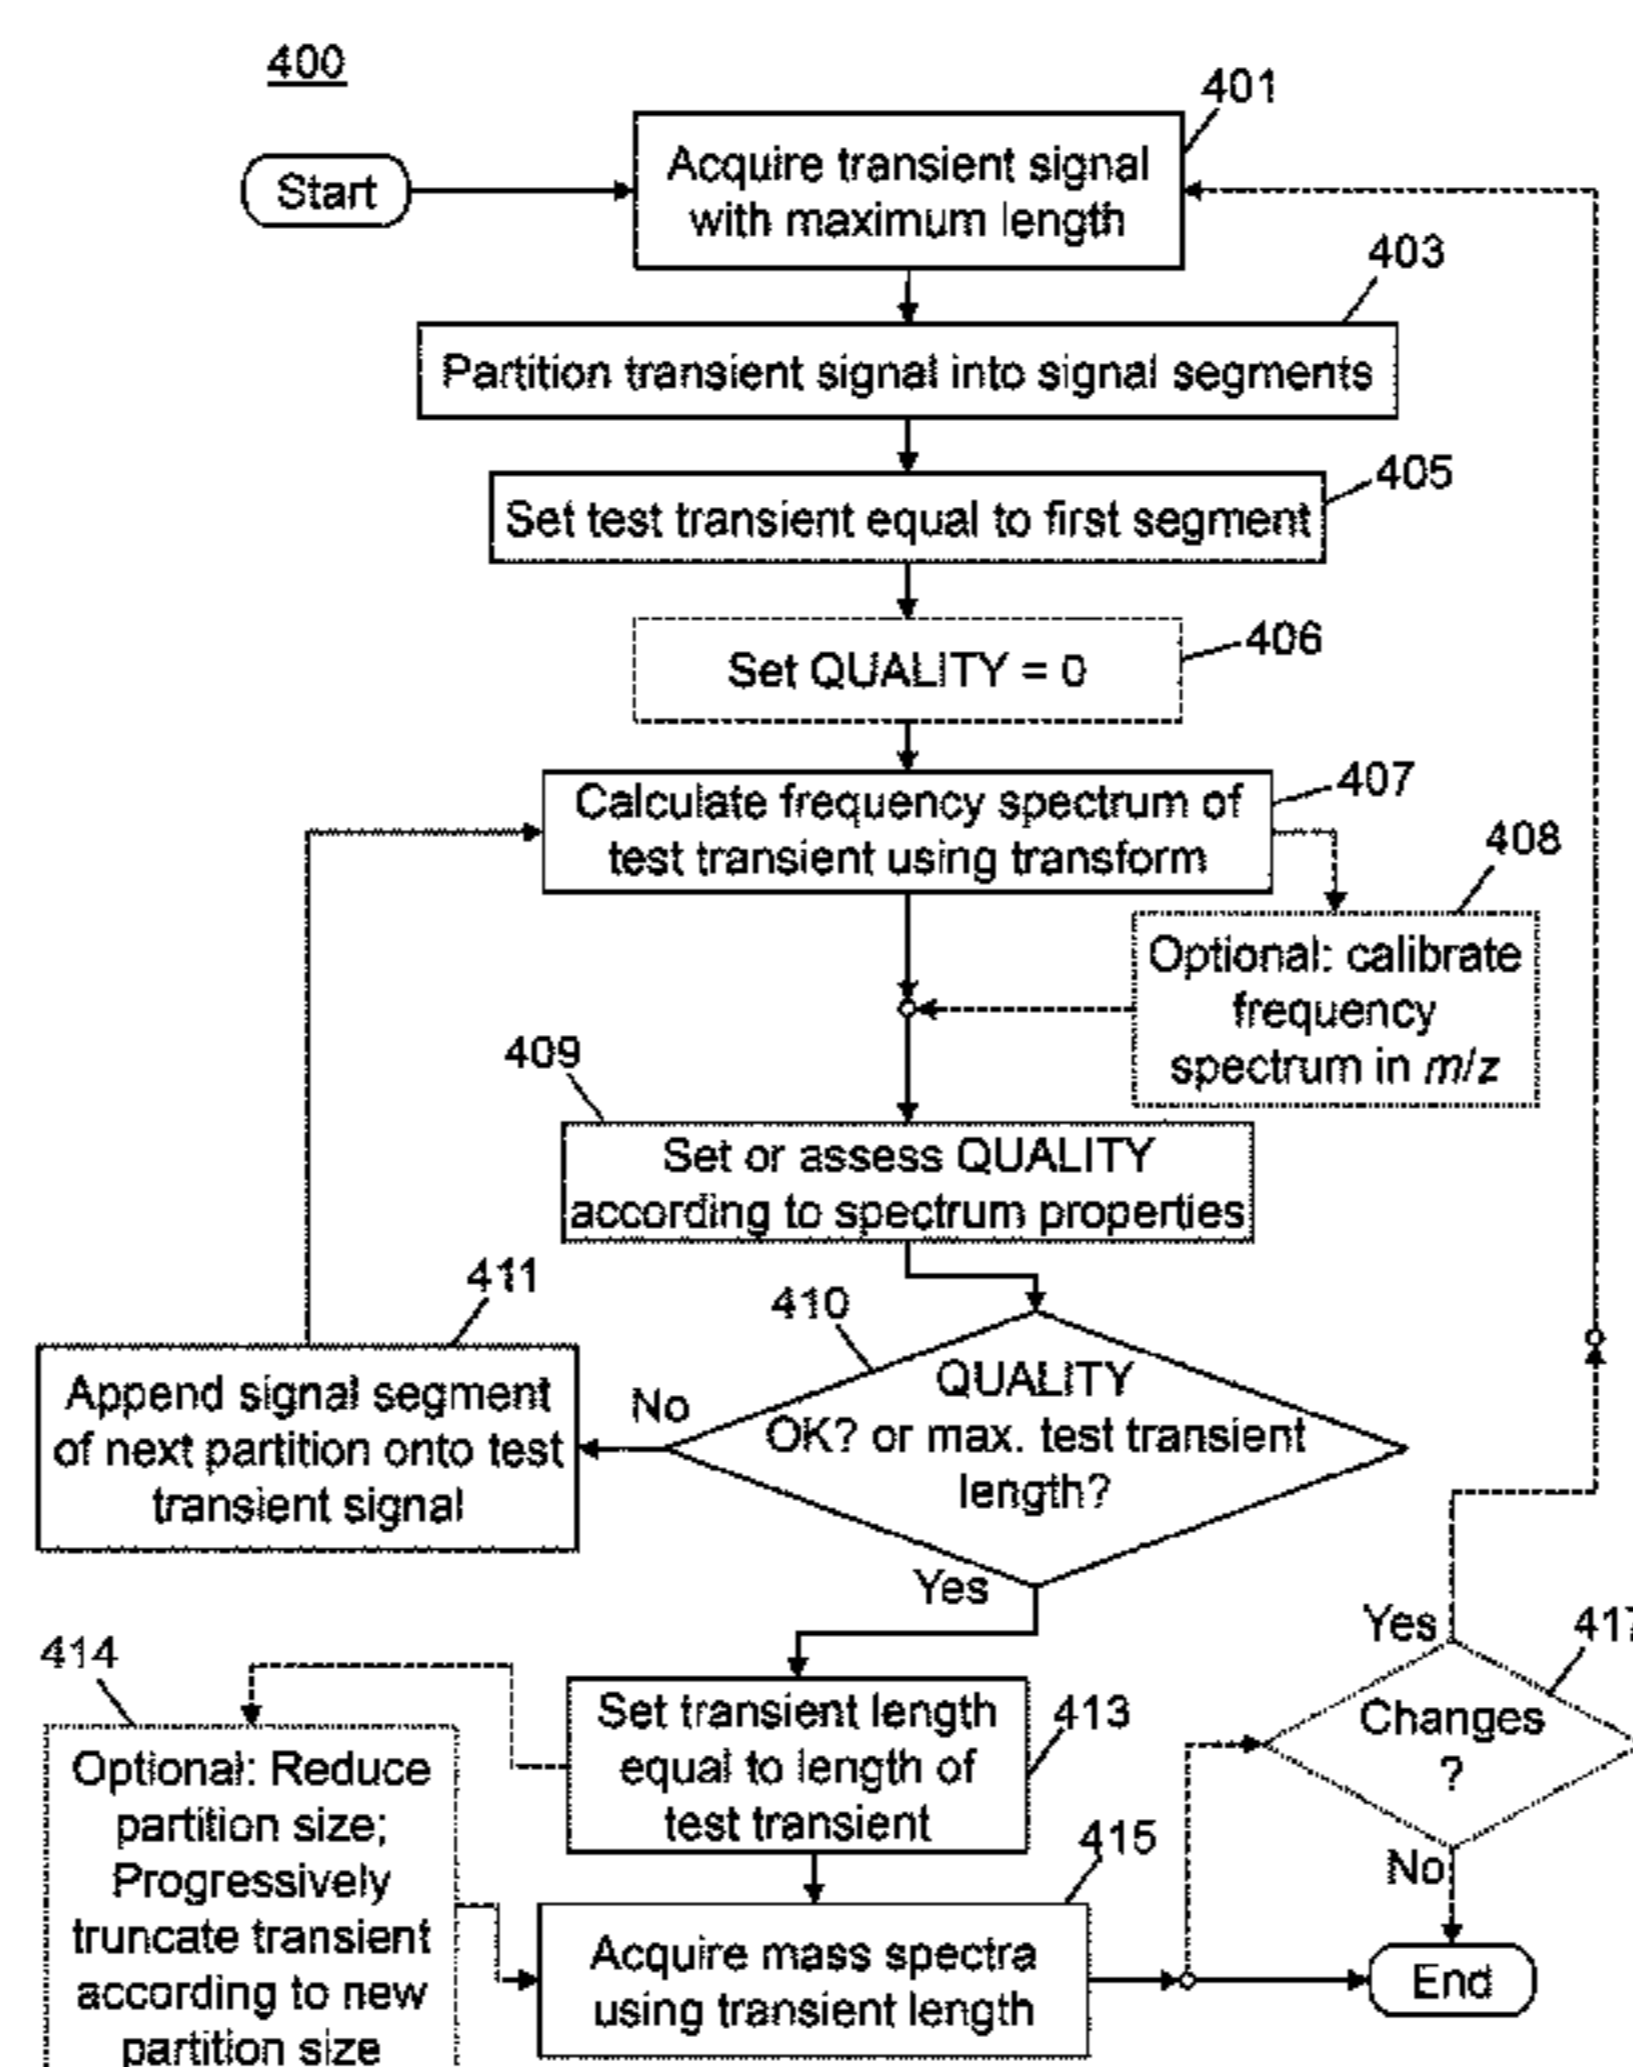 400
401
Start
Acquire transient signal
with maximum length
403
Partition transient signal into signal segments
405
Set test transient equal to first segment
406
Set QUALITY = 0
407
Calculate frequency spectrum of
test transient using transform
408
Optional: calibrate
frequency
spectrum in m/z
409
Set or assess QUALITY
according to spectrum properties
411
410
Append signal segment
of next partition onto test
transient signal
No
QUALITY
OK? or max. test transient
length?
Yes
414
Optional: Reduce
partition size;
Progressively
truncate transient
according to new
partition size
413
Set transient length
equal to length of
test transient
415
Acquire mass spectra
using transient length
Yes
417
Changes
?
No
End